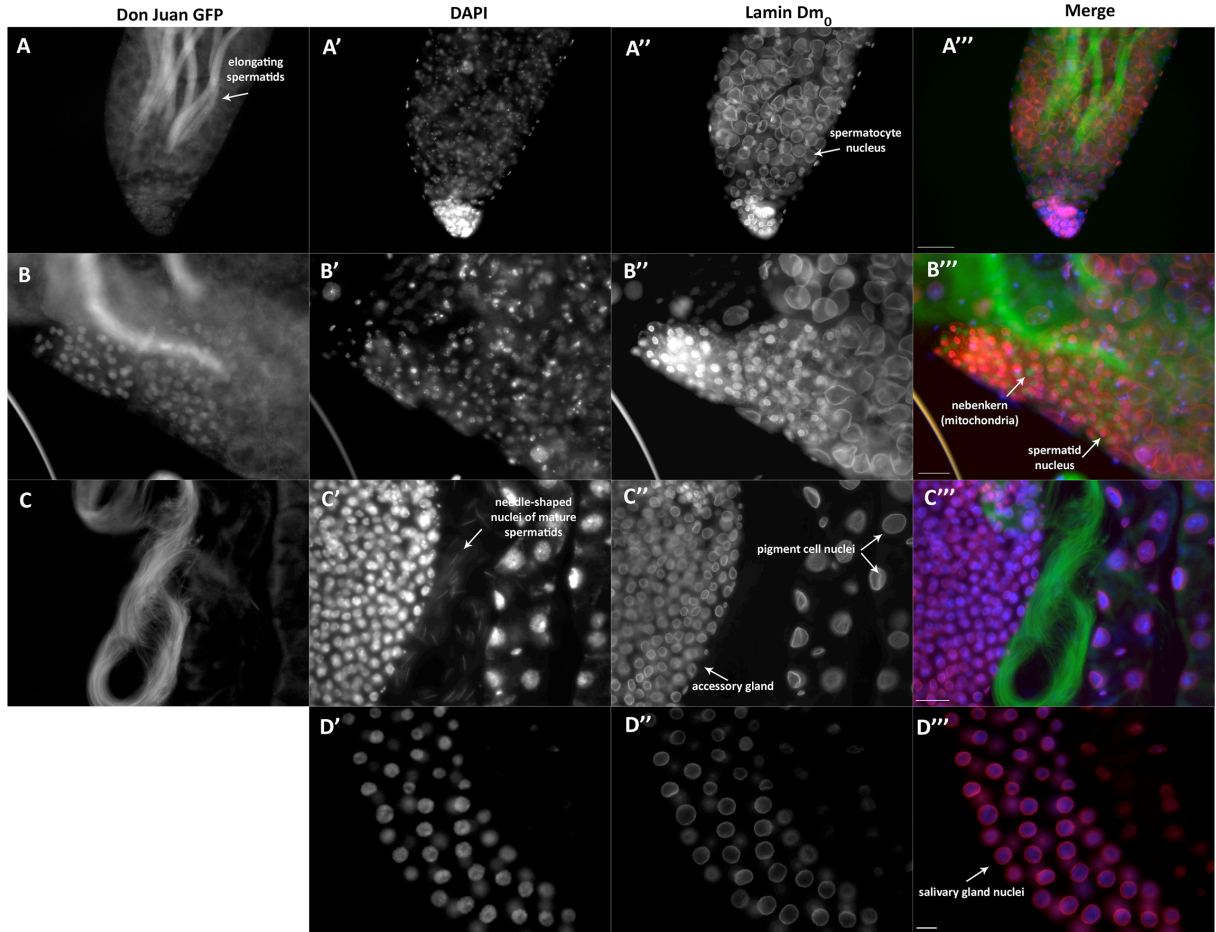 Don Juan GFP
DAPI
Lamin Dm0
Merge
A
elongating
spermatids
A'
A''
spermatocyte
nucleus
A'''
B
B'
B''
B'''
nebenkern
(mitochondria)
spermatid
nucleus
C
C'
needle-shaped
nuclei of mature
spermatids
C''
pigment cell nuclei
accessory gland
C'''
D'
D''
D'''
salivary gland nuclei